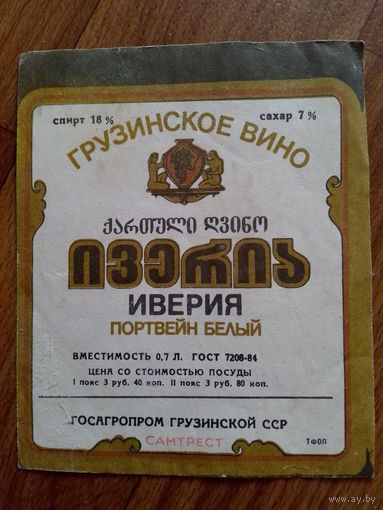 спирт 18 %
сахар 7 %
ГРУЗИНСКОЕ ВИНО
ქართული ღვინო
ივერია
ИВЕРИЯ
ПОРТВЕЙН БЕЛЫЙ
ВМЕСТИМОСТЬ 0,7 Л. ГОСТ 7208-84
ЦЕНА СО СТОИМОСТЬЮ ПОСУДЫ
I пояс 3 руб. 40 коп. II пояс 3 руб. 80 коп.
ГОСАГРОПРОМ ГРУЗИНСКОЙ ССР
САМТРЕСТ
ТФОП
www.ay.by